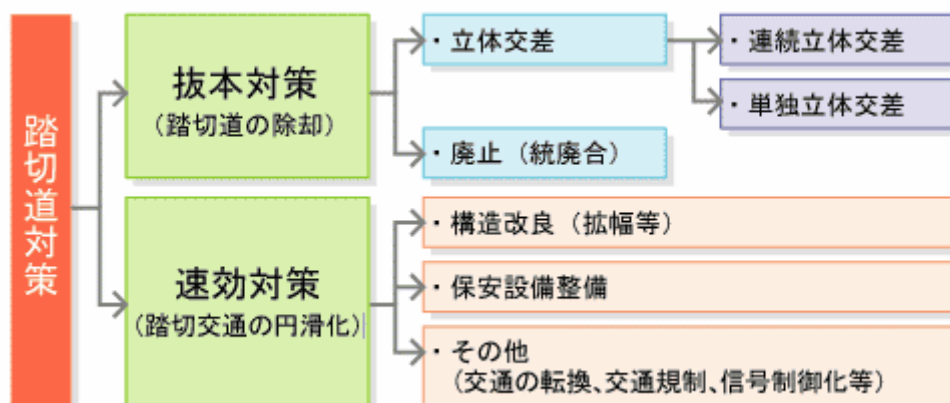 踏切道対策
抜本対策
（踏切道の除却）
・立体交差
・連続立体交差
・単独立体交差
・廃止（統廃合）
速効対策
（踏切交通の円滑化）
・構造改良（拡幅等）
・保安設備整備
・その他
（交通の転換、交通規制、信号制御化等）